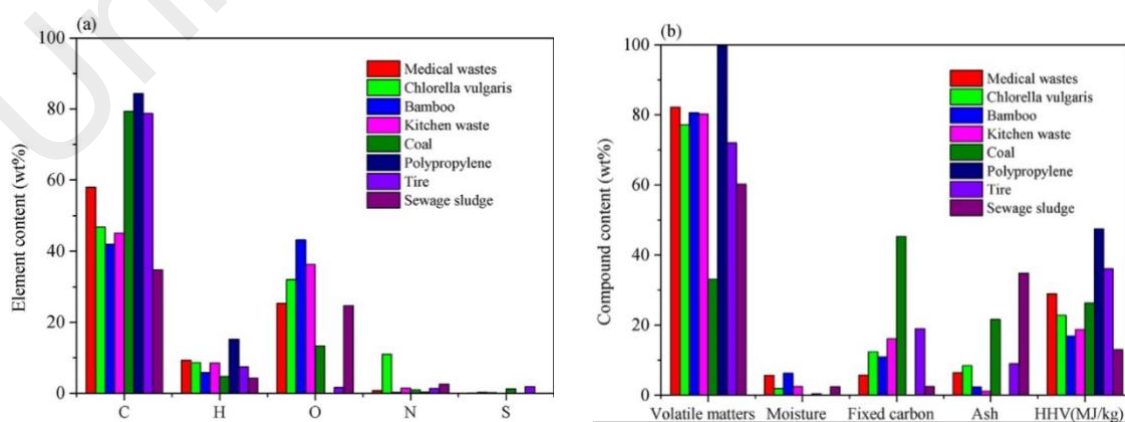 (a)
Element content (wt%)
100
80
60
40
20
0
Medical wastes
Chlorella vulgaris
Bamboo
Kitchen waste
Coal
Polypropylene
Tire
Sewage sludge
C H O N S
(b)
Compound content (wt%)
100
80
60
40
20
0
Medical wastes
Chlorella vulgaris
Bamboo
Kitchen waste
Coal
Polypropylene
Tire
Sewage sludge
Volatile matters Moisture Fixed carbon Ash HHV(MJ/kg)